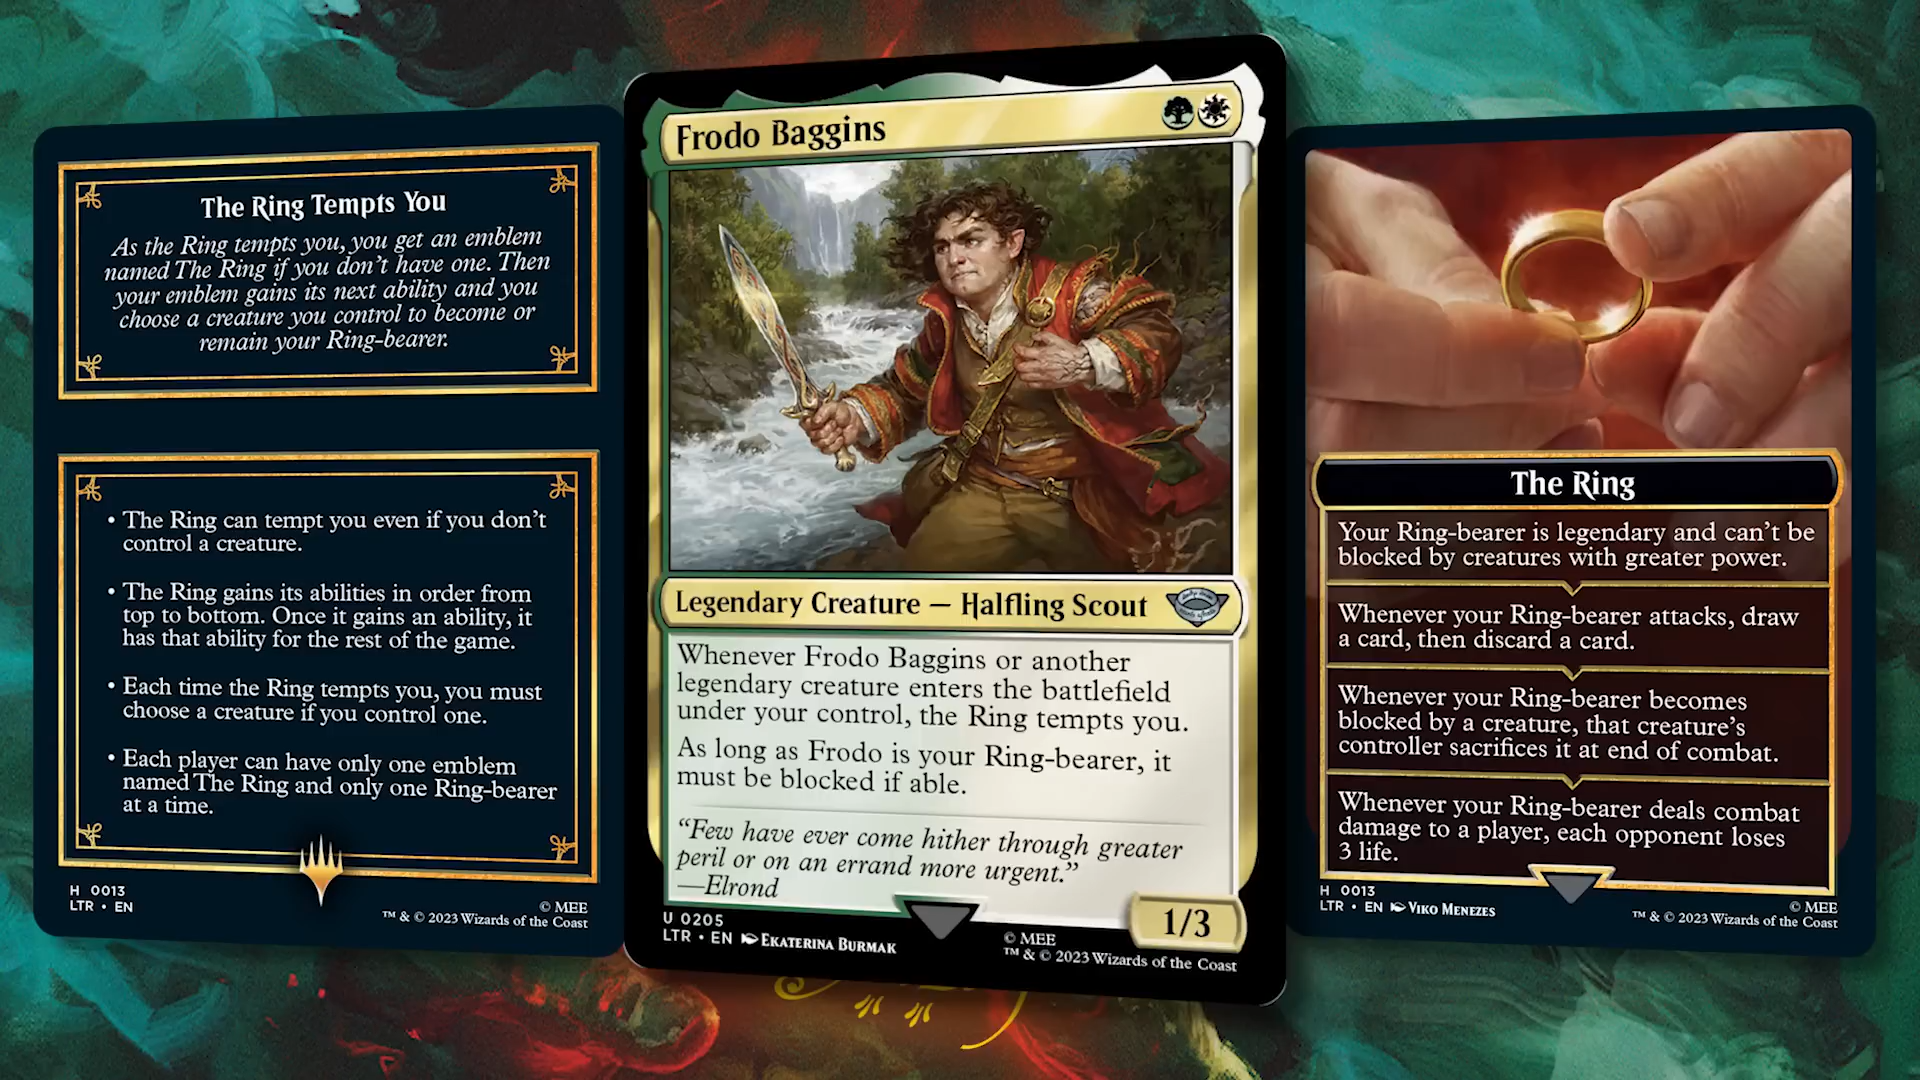 The Ring Tempts You
As the Ring tempts you, you get an emblem
named The Ring if you don't have one. Then
your emblem gains its next ability and you
choose a creature you control to become or
remain your Ring-bearer.
• The Ring can tempt you even if you don't
control a creature.
• The Ring gains its abilities in order from
top to bottom. Once it gains an ability, it
has that ability for the rest of the game.
• Each time the Ring tempts you, you must
choose a creature if you control one.
• Each player can have only one emblem
named The Ring and only one Ring-bearer
at a time.
H 0013
LTR • EN
© MEE
™ & © 2023 Wizards of the Coast
Frodo Baggins
Legendary Creature — Halfling Scout
Whenever Frodo Baggins or another
legendary creature enters the battlefield
under your control, the Ring tempts you.
As long as Frodo is your Ring-bearer, it
must be blocked if able.
“Few have ever come hither through greater
peril or on an errand more urgent.”
—Elrond
1/3
U 0205
LTR • EN EKATERINA BURMAK
© MEE
™ & © 2023 Wizards of the Coast
The Ring
Your Ring-bearer is legendary and can't be
blocked by creatures with greater power.
Whenever your Ring-bearer attacks, draw
a card, then discard a card.
Whenever your Ring-bearer becomes
blocked by a creature, that creature's
controller sacrifices it at end of combat.
Whenever your Ring-bearer deals combat
damage to a player, each opponent loses
3 life.
H 0013
LTR • EN VIKO MENEZES
© MEE
™ & © 2023 Wizards of the Coast